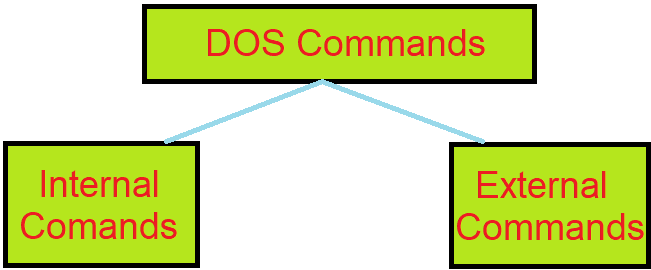 DOS Commands
Internal
Comands
External
Commands